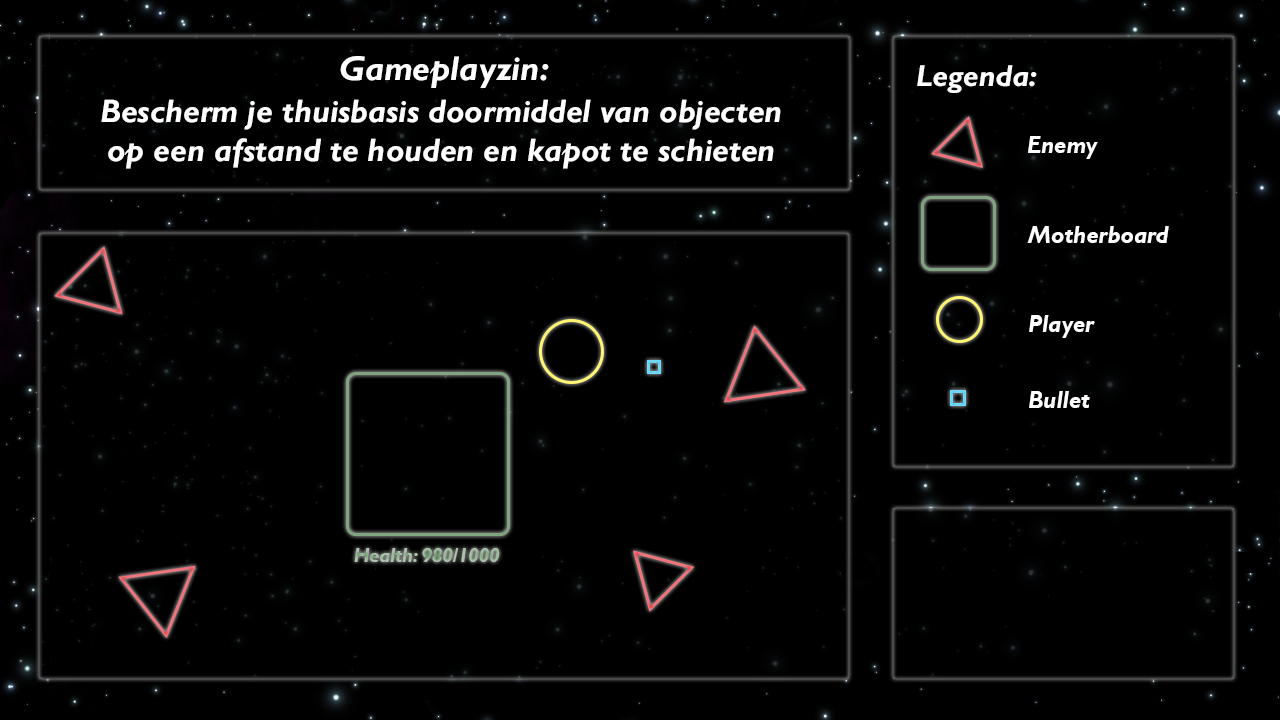 Gameplayzin:
Bescherm je thuisbasis doormiddel van objecten
op een afstand te houden en kapot te schieten
Health: 980/1000
Legenda:
Enemy
Motherboard
Player
Bullet